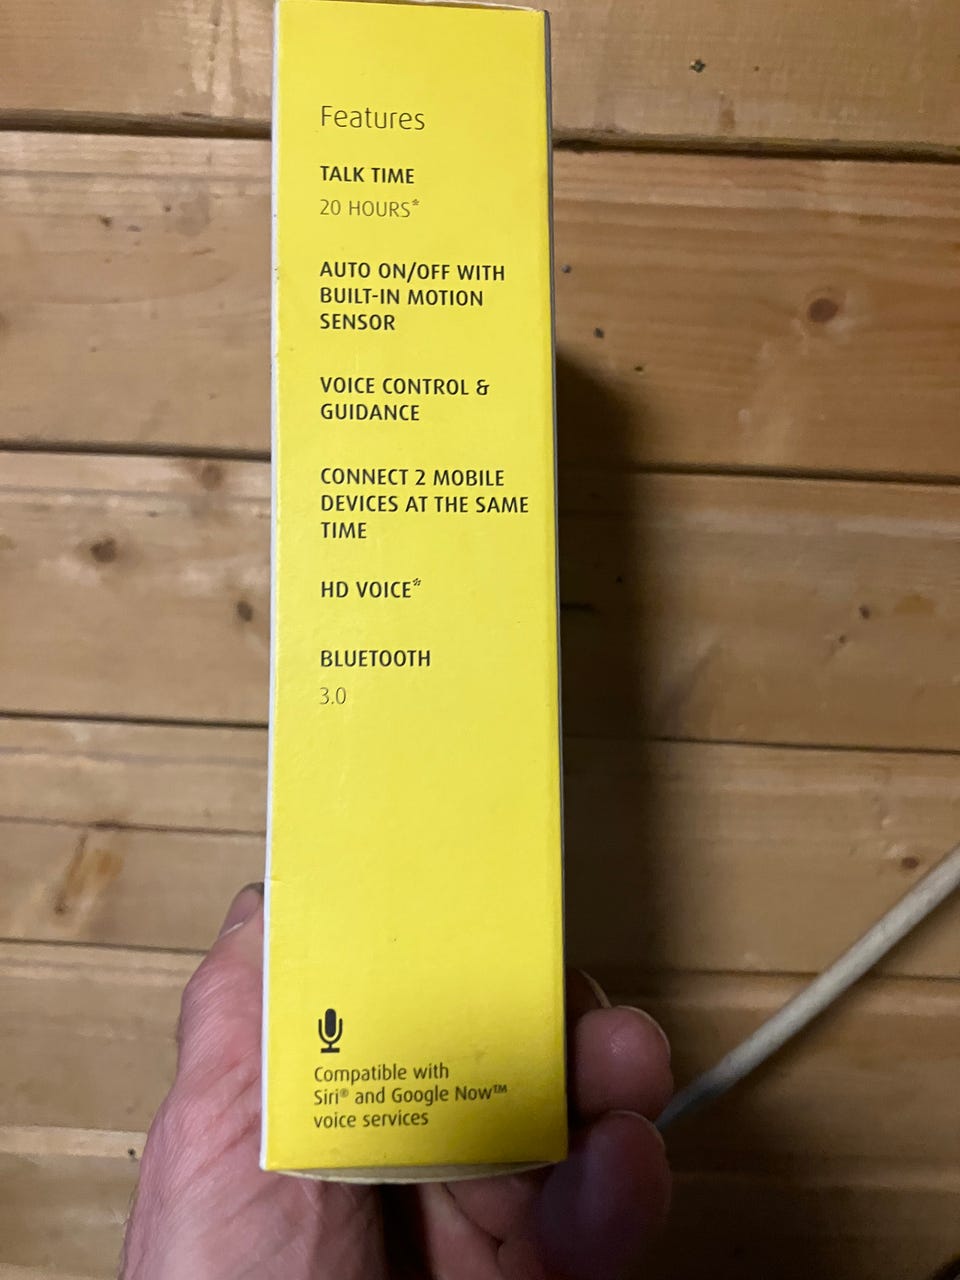 Features
TALK TIME
20 HOURS*
AUTO ON/OFF WITH
BUILT-IN MOTION
SENSOR
VOICE CONTROL &
GUIDANCE
CONNECT 2 MOBILE
DEVICES AT THE SAME
TIME
HD VOICE*
BLUETOOTH
3.0
Compatible with
Siri® and Google Now™
voice services